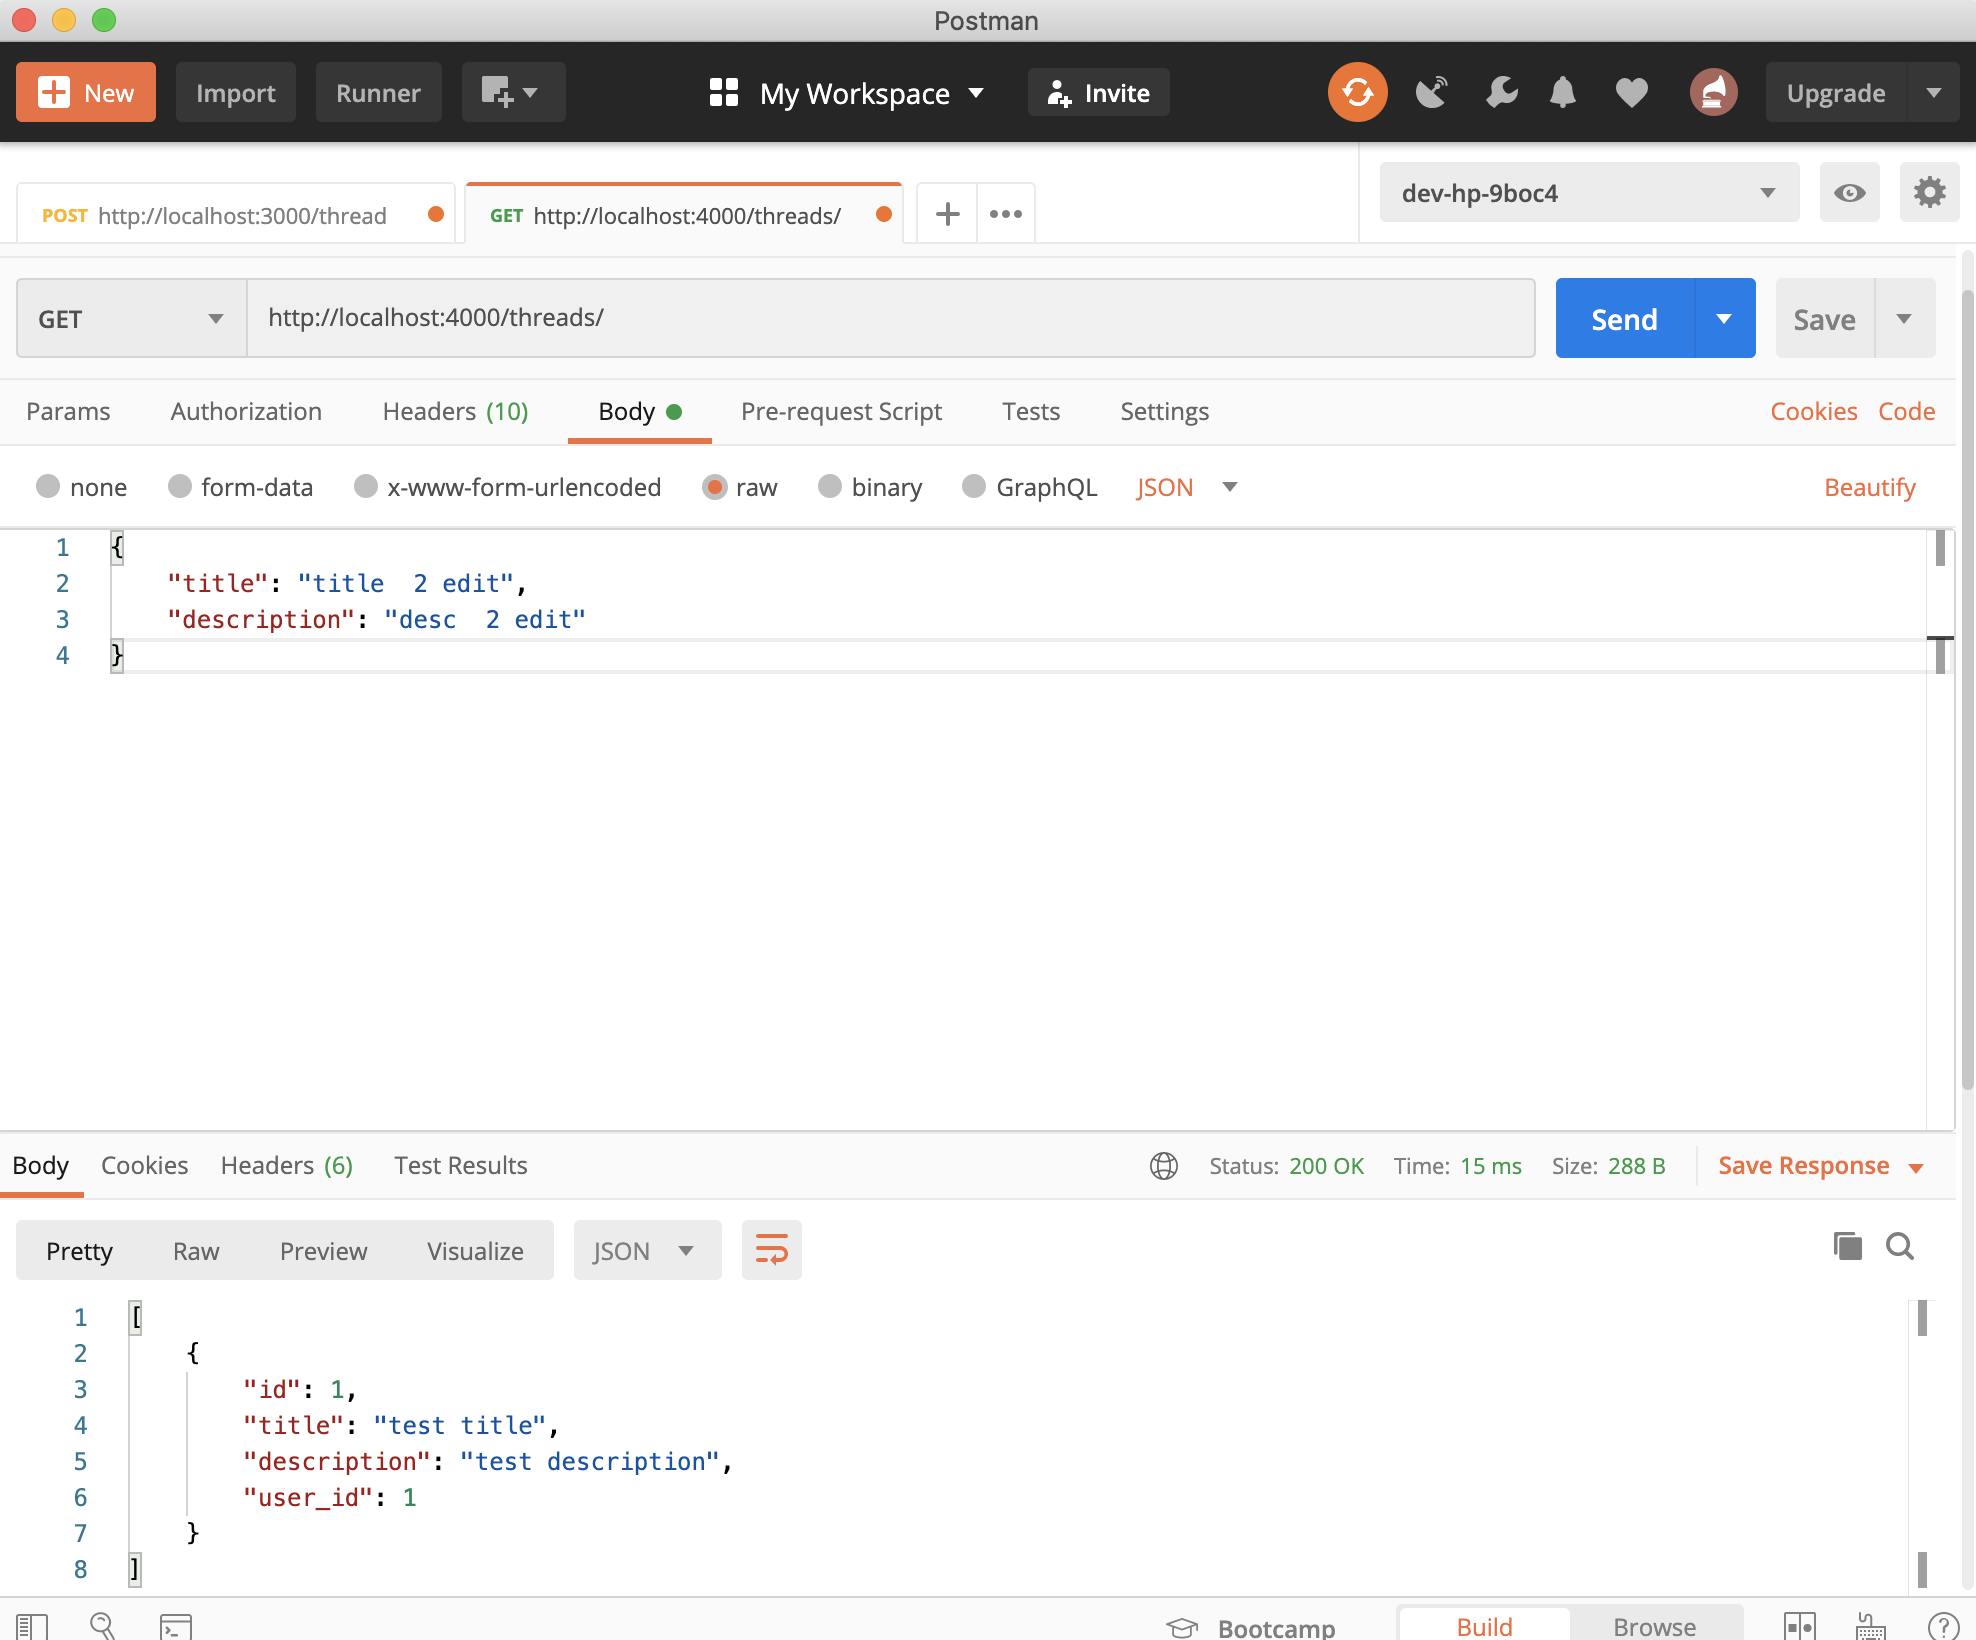 Postman
New Import Runner My Workspace Invite Upgrade
POST http://localhost:3000/thread GET http://localhost:4000/threads/ dev-hp-9boc4
GET http://localhost:4000/threads/ Send Save
Params Authorization Headers (10) Body Pre-request Script Tests Settings Cookies Code
none form-data x-www-form-urlencoded raw binary GraphQL JSON Beautify
1 {
2 "title": "title  2 edit",
3 "description": "desc  2 edit"
4 }
Body Cookies Headers (6) Test Results Status: 200 OK Time: 15 ms Size: 288 B Save Response
Pretty Raw Preview Visualize JSON
1 [
2 {
3 "id": 1,
4 "title": "test title",
5 "description": "test description",
6 "user_id": 1
7 }
8 ]
Bootcamp Build Browse